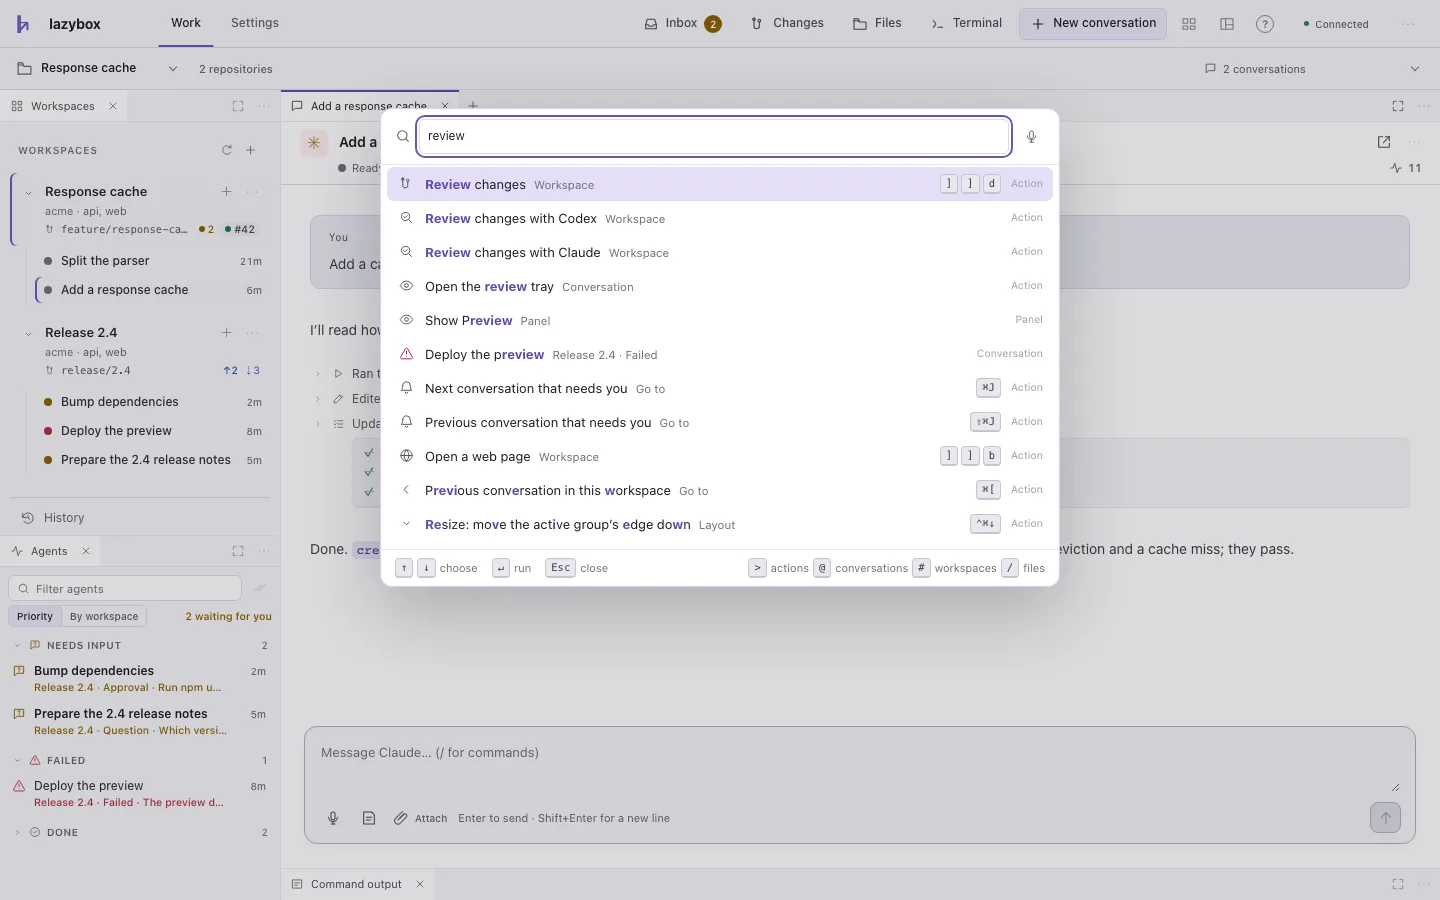 lazybox
Work
Settings
Inbox 2
Changes
Files
Terminal
New conversation
?
Connected
Response cache
2 repositories
2 conversations
Workspaces
Add a response cache
WORKSPACES
Response cache
acme · api, web
feature/response-ca… 2 #42
Split the parser 21m
Add a response cache 6m
Release 2.4
acme · api, web
release/2.4 ↑2 ↓3
Bump dependencies 2m
Deploy the preview 8m
Prepare the 2.4 release notes 5m
History
Agents
Filter agents
Priority
By workspace
2 waiting for you
NEEDS INPUT 2
Bump dependencies 2m
Release 2.4 · Approval · Run npm u…
Prepare the 2.4 release notes 5m
Release 2.4 · Question · Which versi…
FAILED 1
Deploy the preview 8m
Release 2.4 · Failed · The preview d…
DONE 2
Add a
Ready
11
You
Add a ca
I'll read how
Ran t
Edite
Upda
Done. cre
eviction and a cache miss; they pass.
review
Review changes Workspace ] ] d Action
Review changes with Codex Workspace Action
Review changes with Claude Workspace Action
Open the review tray Conversation Action
Show Preview Panel Panel
Deploy the preview Release 2.4 · Failed Conversation
Next conversation that needs you Go to ⌘J Action
Previous conversation that needs you Go to ⇧⌘J Action
Open a web page Workspace ] ] b Action
Previous conversation in this workspace Go to ⌘[ Action
Resize: move the active group's edge down Layout ^⌘↓ Action
↑ ↓ choose ↵ run Esc close > actions @ conversations # workspaces / files
Message Claude… (/ for commands)
Attach
Enter to send · Shift+Enter for a new line
Command output